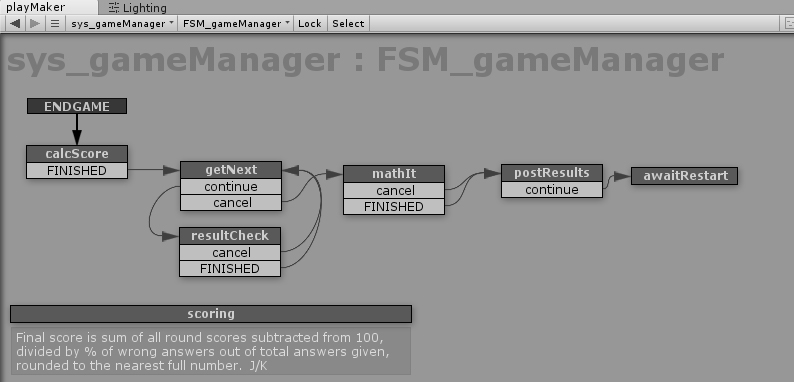 playMaker
Lighting
sys_gameManager FSM_gameManager Lock Select
sys_gameManager : FSM_gameManager
ENDGAME
calcScore
FINISHED
getNext
continue
cancel
resultCheck
cancel
FINISHED
mathIt
cancel
FINISHED
postResults
continue
awaitRestart
scoring
Final score is sum of all round scores subtracted from 100,
divided by % of wrong answers out of total answers given,
rounded to the nearest full number.  J/K